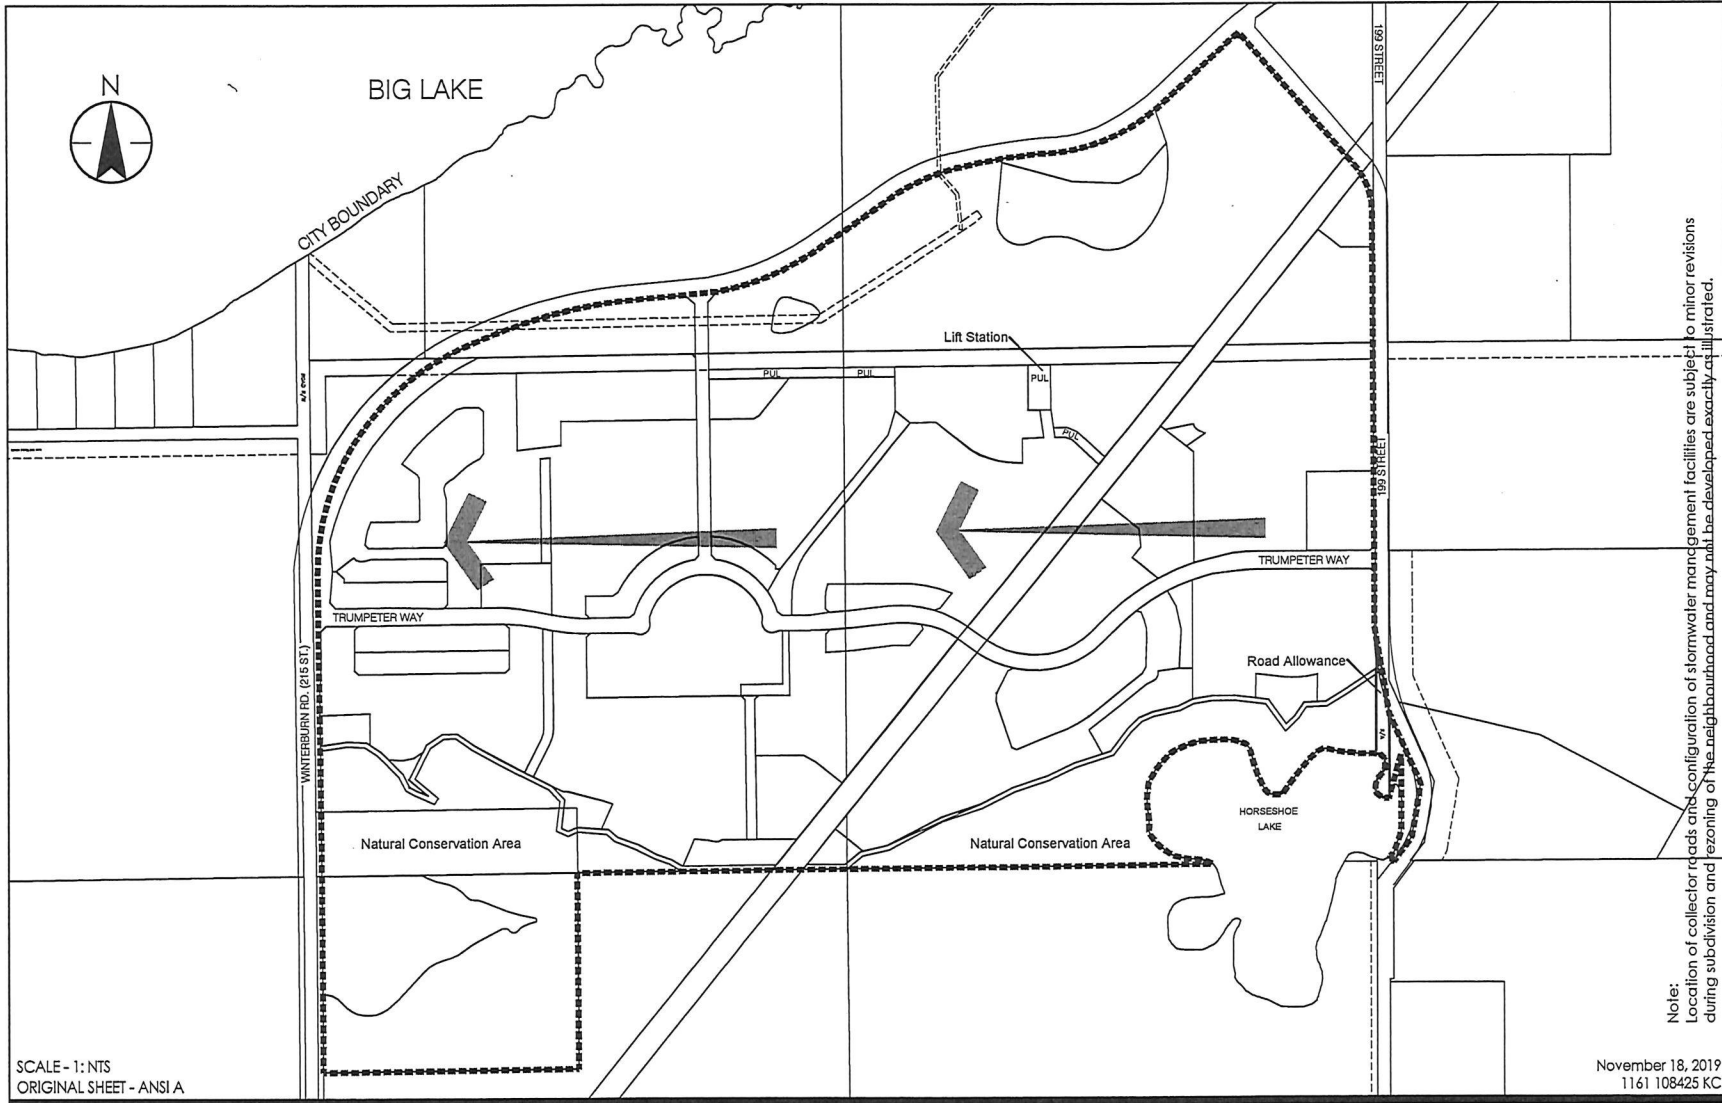 N
BIG LAKE
CITY BOUNDARY
199 STREET
Lift Station
PUL
PUL
PUL
PUL
199 STREET
TRUMPETER WAY
TRUMPETER WAY
WINTERBURN RD. (215 ST.)
Road Allowance
HORSESHOE
LAKE
Natural Conservation Area
Natural Conservation Area
Note:
Location of collector roads and configuration of stormwater management facilities are subject to minor revisions
during subdivision and rezoning of the neighbourhood and may not be developed exactly as illustrated.
SCALE - 1: NTS
ORIGINAL SHEET - ANSI A
November 18, 2019
1161 108425 KC